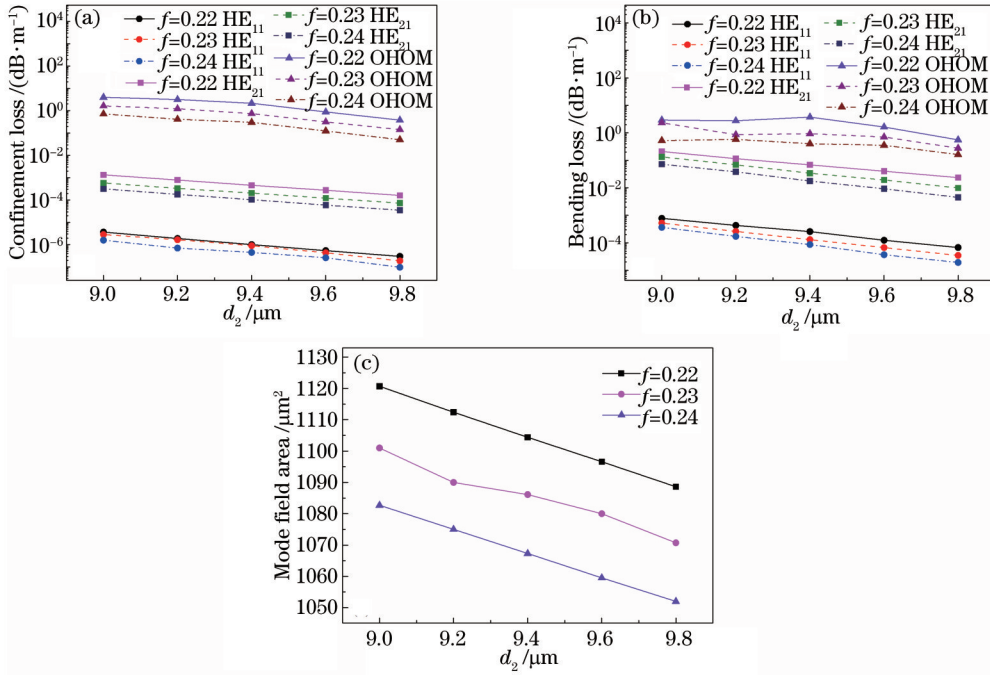 (a)
f=0.22 HE₁₁
f=0.23 HE₁₁
f=0.24 HE₁₁
f=0.22 HE₂₁
f=0.23 HE₂₁
f=0.24 HE₂₁
f=0.22 OHOM
f=0.23 OHOM
f=0.24 OHOM
Confinement loss /(dB·m⁻¹)
10⁴
10²
10⁰
10⁻²
10⁻⁴
10⁻⁶
9.0 9.2 9.4 9.6 9.8
d₂ /μm
(b)
f=0.22 HE₁₁
f=0.23 HE₁₁
f=0.24 HE₁₁
f=0.22 HE₂₁
f=0.23 HE₂₁
f=0.24 HE₂₁
f=0.22 OHOM
f=0.23 OHOM
f=0.24 OHOM
Bending loss /(dB·m⁻¹)
10⁴
10²
10⁰
10⁻²
10⁻⁴
9.0 9.2 9.4 9.6 9.8
d₂ /μm
(c)
f=0.22
f=0.23
f=0.24
Mode field area /μm²
1130
1120
1110
1100
1090
1080
1070
1060
1050
9.0 9.2 9.4 9.6 9.8
d₂ /μm